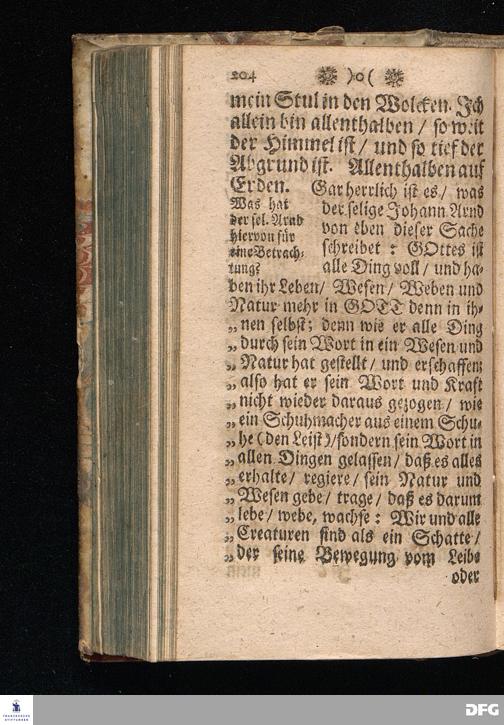 204 )o(
mein Stul in den Wolcken. Ich
allein bin allenthalben / so weit
der Himmel ist / und so tief der
Abgrund ist. Allenthalben auf
Erden. Gar herrlich ist es / was
Was hat
der sel. Arnd
hiervon für
eine Betrach-
tung?
der selige Johann Arnd
von eben dieser Sache
schreibet : GOttes ist
alle Ding voll / und ha-
ben ihr Leben / Wesen / Weben und
Natur mehr in GOTT denn in ih-
„ nen selbst; denn wie er alle Ding
„ durch sein Wort in ein Wesen und
„ Natur hat gestellt / und erschaffen;
„ also hat er sein Wort und Kraft
„ nicht wieder daraus gezogen / wie
„ ein Schuhmacher aus einem Schu-
„ he (den Leist) / sondern sein Wort in
„ allen Dingen gelassen / daß es alles
„ erhalte / regiere / sein Natur und
„ Wesen gebe / trage / daß es darum
„ lebe / webe, wachse : Wir und alle
„ Creaturen sind als ein Schatte /
„ der seine Bewegung vom Leibe
oder
FRANCKESCHE
STIFTUNGEN
DFG